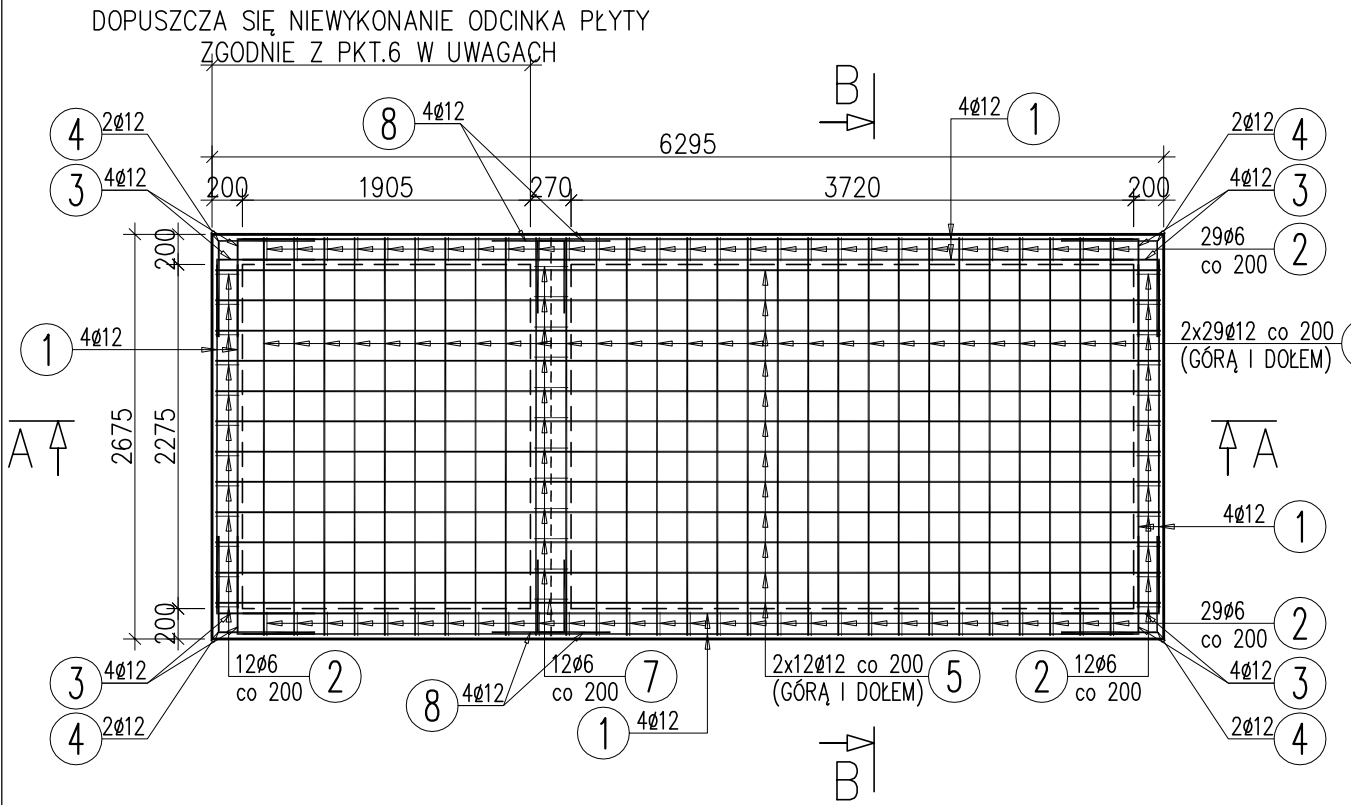 DOPUSZCZA SIĘ NIEWYKONANIE ODCINKA PŁYTY
ZGODNIE Z PKT.6 W UWAGACH
B
4 2ø12
8 4ø12
4ø12 1
2ø12 4
6295
3 4ø12
4ø12 3
200 1905 270 3720 200
200
29ø6 2
co 200
1 4ø12
2x29ø12 co 200
(GÓRĄ I DOŁEM)
2675 2275
A
A
4ø12 1
200
29ø6 2
co 200
3 4ø12
12ø6 2
co 200
12ø6 7
co 200
2x12ø12 co 200 5
(GÓRĄ I DOŁEM)
2 12ø6
co 200
4ø12 3
8 4ø12
1 4ø12
4 2ø12
2ø12 4
B